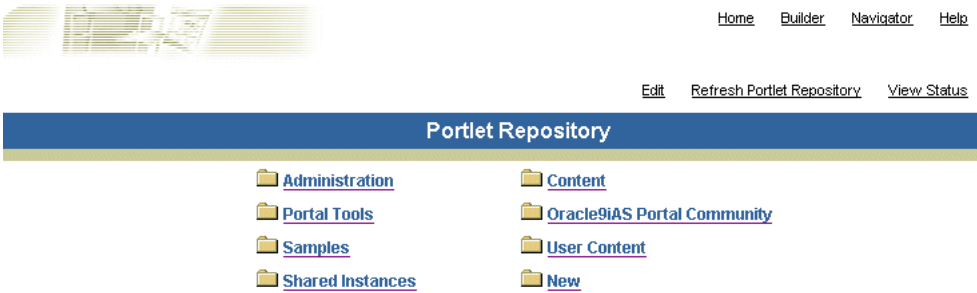 Home Builder Navigator Help
Edit Refresh Portlet Repository View Status
Portlet Repository
Administration Content
Portal Tools Oracle9iAS Portal Community
Samples User Content
Shared Instances New